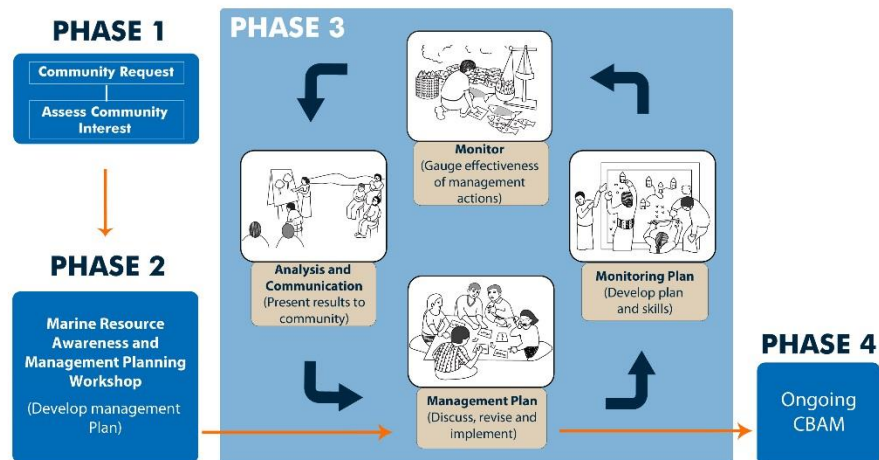 PHASE 1
Community Request
Assess Community
Interest
PHASE 2
Marine Resource
Awareness and
Management Planning
Workshop
(Develop management
Plan)
PHASE 3
Monitor
(Gauge effectiveness
of management
actions)
Analysis and
Communication
(Present results to
community)
Management Plan
(Discuss, revise and
implement)
Monitoring Plan
(Develop plan
and skills)
PHASE 4
Ongoing
CBAM